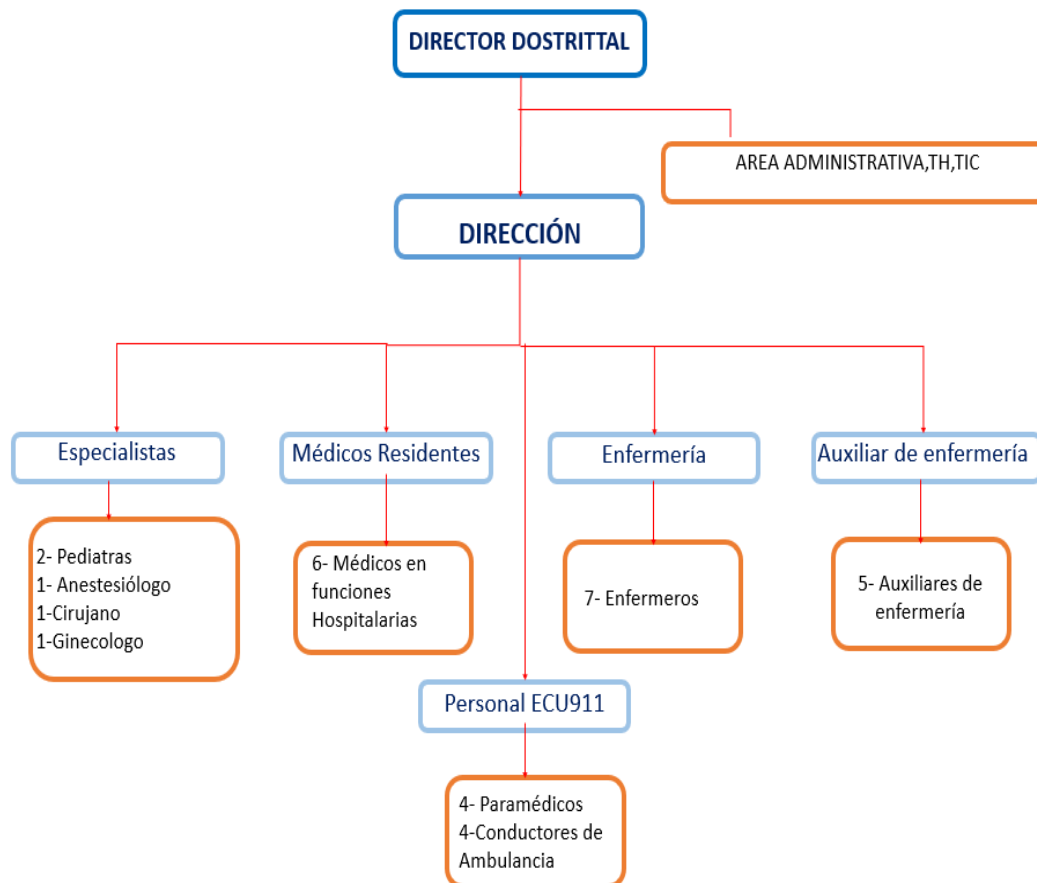 DIRECTOR DOSTRITTAL
AREA ADMINISTRATIVA,TH,TIC
DIRECCIÓN
Especialistas
Médicos Residentes
Enfermería
Auxiliar de enfermería
2- Pediatras
1- Anestesiólogo
1-Cirujano
1-Ginecologo
6- Médicos en
funciones
Hospitalarias
7- Enfermeros
5- Auxiliares de
enfermería
Personal ECU911
4- Paramédicos
4-Conductores de
Ambulancia